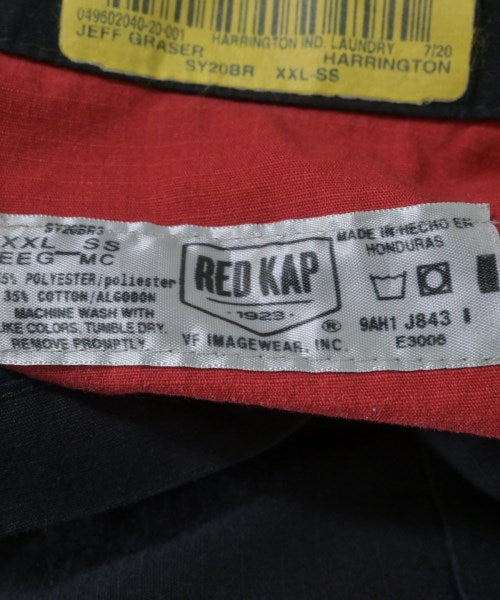 049602040-20-001
HARRINGTON IND. LAUNDRY 7/20
JEFF GRASER HARRINGTON
SY20BR XXL-SS
SY20BR3
XXL SS
EEG MC
5% POLYESTER/poliester
35% COTTON/ALGODON
MACHINE WASH WITH
LIKE COLORS, TUMBLE DRY.
REMOVE PROMPTLY.
RED KAP
-1923-
®
VF IMAGEWEAR, INC.
MADE IN/HECHO EN
HONDURAS
9AH1 J843
E3006